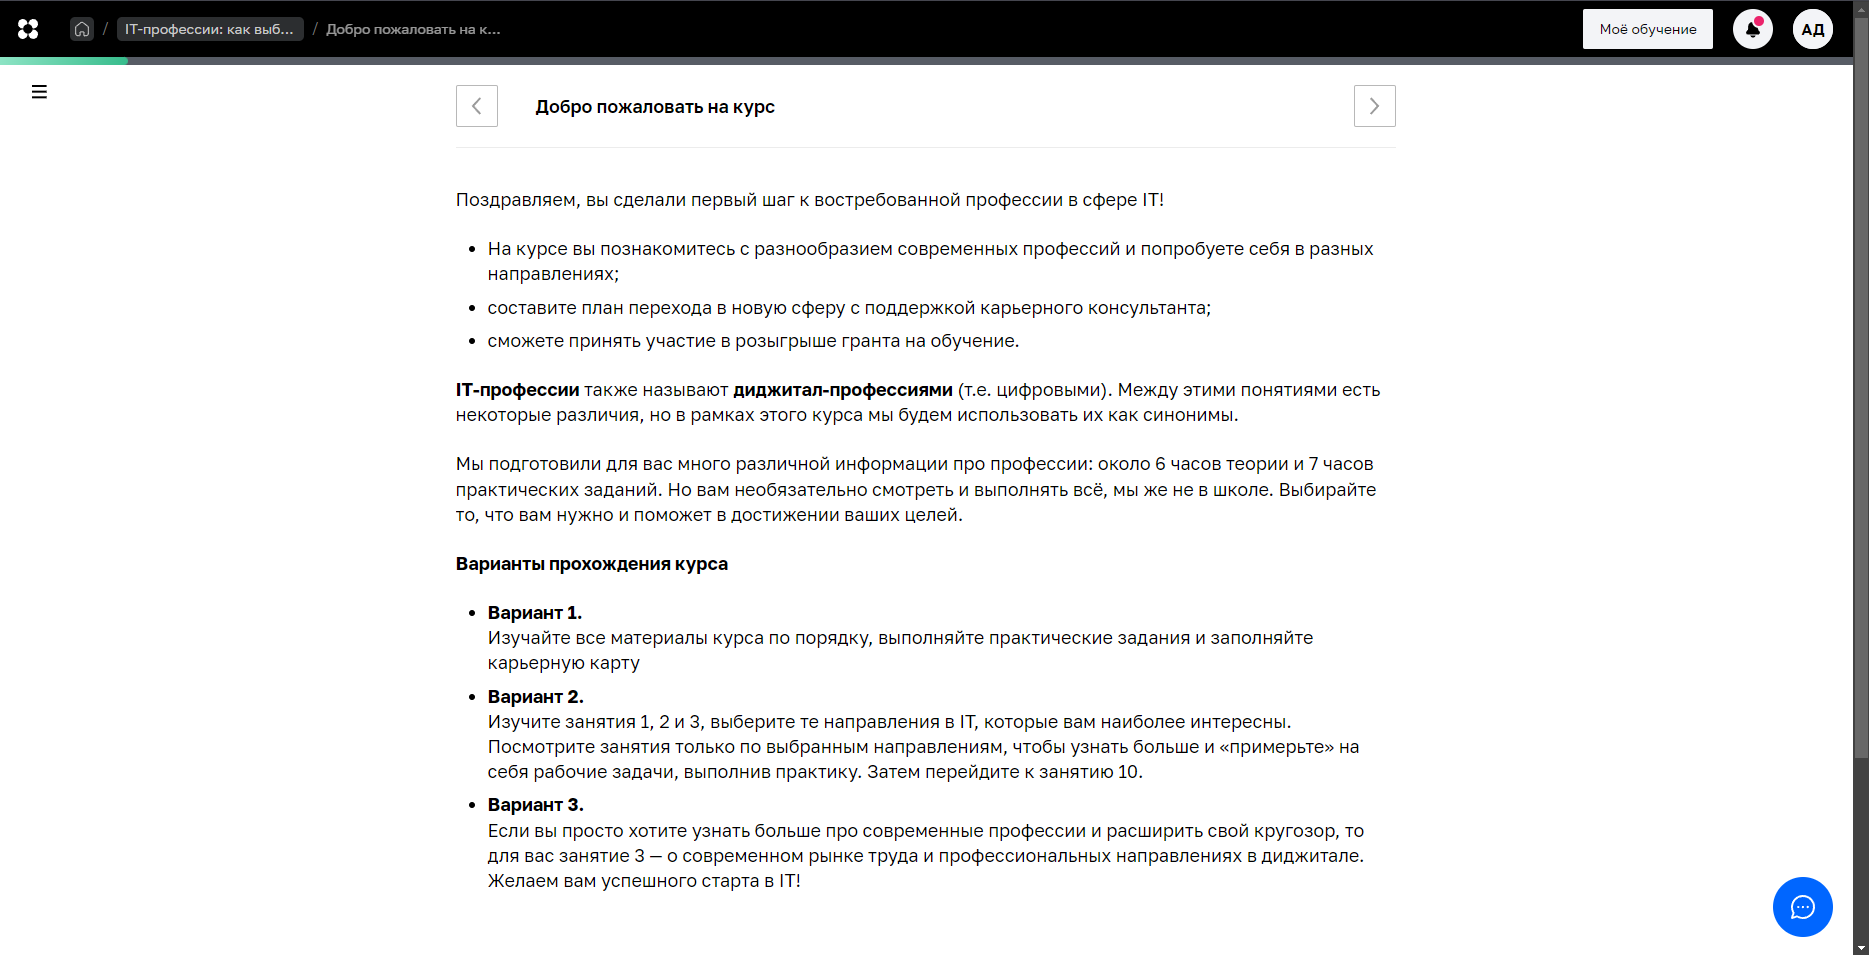 / IT-профессии: как выб... / Добро пожаловать на к...
Моё обучение
АД
Добро пожаловать на курс
Поздравляем, вы сделали первый шаг к востребованной профессии в сфере IT!
• На курсе вы познакомитесь с разнообразием современных профессий и попробуете себя в разных
направлениях;
• составите план перехода в новую сферу с поддержкой карьерного консультанта;
• сможете принять участие в розыгрыше гранта на обучение.
IT-профессии также называют диджитал-профессиями (т.е. цифровыми). Между этими понятиями есть
некоторые различия, но в рамках этого курса мы будем использовать их как синонимы.
Мы подготовили для вас много различной информации про профессии: около 6 часов теории и 7 часов
практических заданий. Но вам необязательно смотреть и выполнять всё, мы же не в школе. Выбирайте
то, что вам нужно и поможет в достижении ваших целей.
Варианты прохождения курса
• Вариант 1.
Изучайте все материалы курса по порядку, выполняйте практические задания и заполняйте
карьерную карту
• Вариант 2.
Изучите занятия 1, 2 и 3, выберите те направления в IT, которые вам наиболее интересны.
Посмотрите занятия только по выбранным направлениям, чтобы узнать больше и «примерьте» на
себя рабочие задачи, выполнив практику. Затем перейдите к занятию 10.
• Вариант 3.
Если вы просто хотите узнать больше про современные профессии и расширить свой кругозор, то
для вас занятие 3 — о современном рынке труда и профессиональных направлениях в диджитале.
Желаем вам успешного старта в IT!